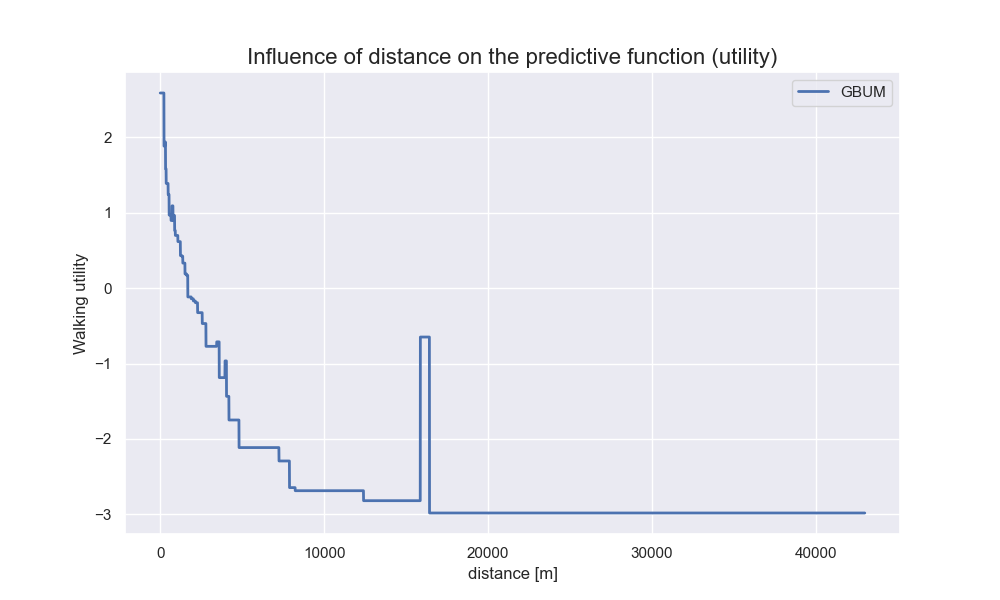 Influence of distance on the predictive function (utility)
GBUM
2
1
0
−1
−2
−3
Walking utility
0
10000
20000
30000
40000
distance [m]